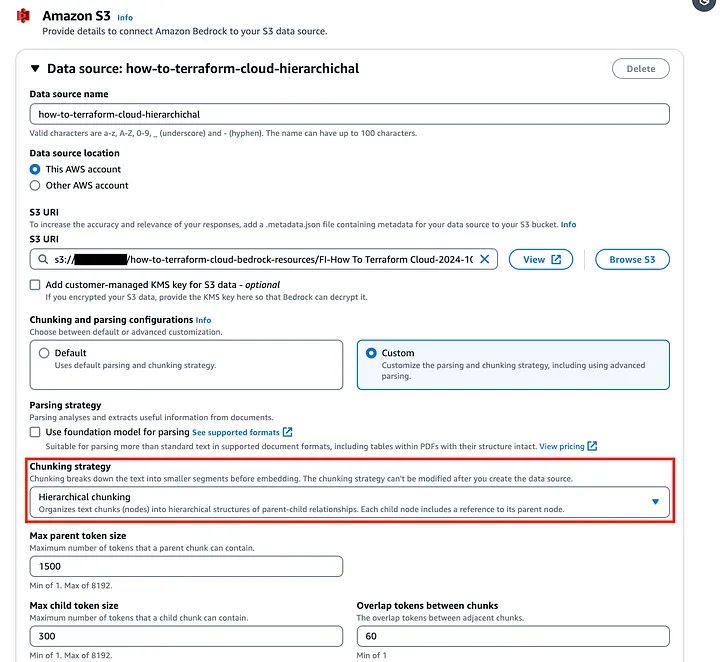 Amazon S3 Info
Provide details to connect Amazon Bedrock to your S3 data source.
Data source: how-to-terraform-cloud-hierarchichal
Delete
Data source name
how-to-terraform-cloud-hierarchichal
Valid characters are a-z, A-Z, 0-9, _ (underscore) and - (hyphen). The name can have up to 100 characters.
Data source location
This AWS account
Other AWS account
S3 URI
To increase the accuracy and relevance of your responses, add a .metadata.json file containing metadata for your data source to your S3 bucket. Info
S3 URI
s3:// /how-to-terraform-cloud-bedrock-resources/FI-How To Terraform Cloud-2024-10
View
Browse S3
Add customer-managed KMS key for S3 data - optional
If you encrypted your S3 data, provide the KMS key here so that Bedrock can decrypt it.
Chunking and parsing configurations Info
Choose between default or advanced customization.
Default
Uses default parsing and chunking strategy.
Custom
Customize the parsing and chunking strategy, including using advanced
parsing.
Parsing strategy
Parsing analyses and extracts useful information from documents.
Use foundation model for parsing See supported formats
Suitable for parsing more than standard text in supported document formats, including tables within PDFs with their structure intact. View pricing
Chunking strategy
Chunking breaks down the text into smaller segments before embedding. The chunking strategy can't be modified after you create the data source.
Hierarchical chunking
Organizes text chunks (nodes) into hierarchical structures of parent-child relationships. Each child node includes a reference to its parent node.
Max parent token size
Maximum number of tokens that a parent chunk can contain.
1500
Min of 1. Max of 8192.
Max child token size
Maximum number of tokens that a child chunk can contain.
300
Min of 1. Max of 8192.
Overlap tokens between chunks
The overlap tokens between adjacent chunks.
60
Min of 1